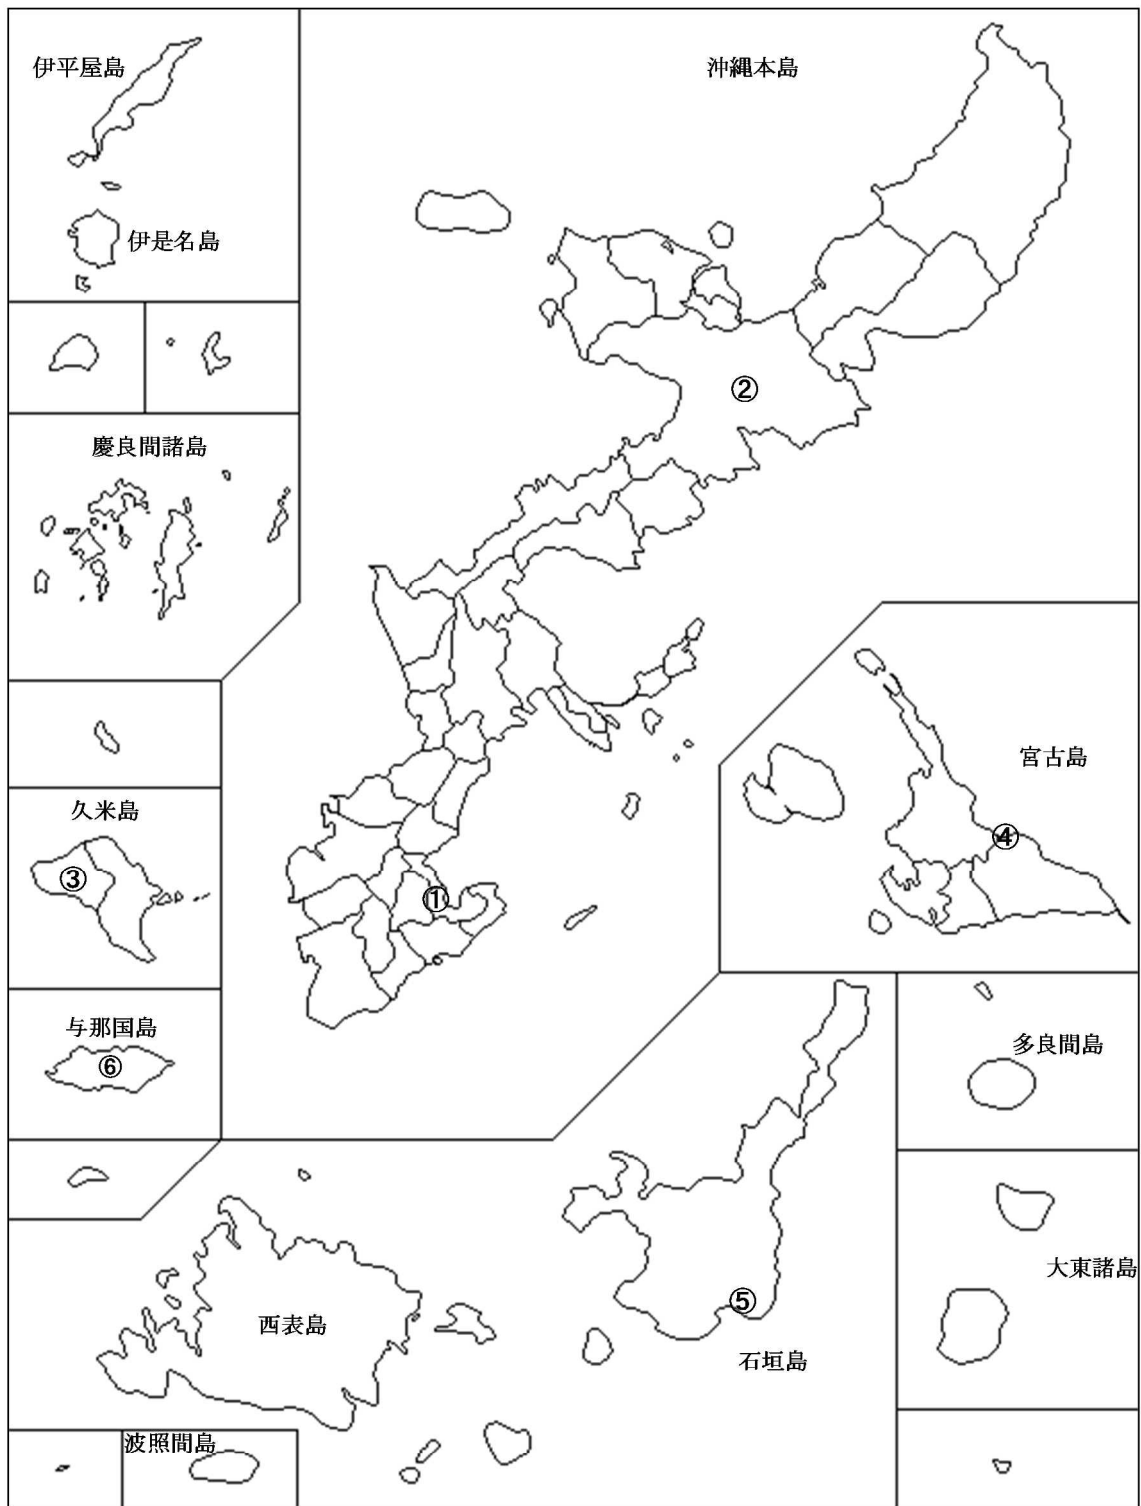 伊平屋島
沖縄本島
伊是名島
②
慶良間諸島
宮古島
久米島
④
③
①
与那国島
多良間島
⑥
大東諸島
⑤
西表島
石垣島
波照間島